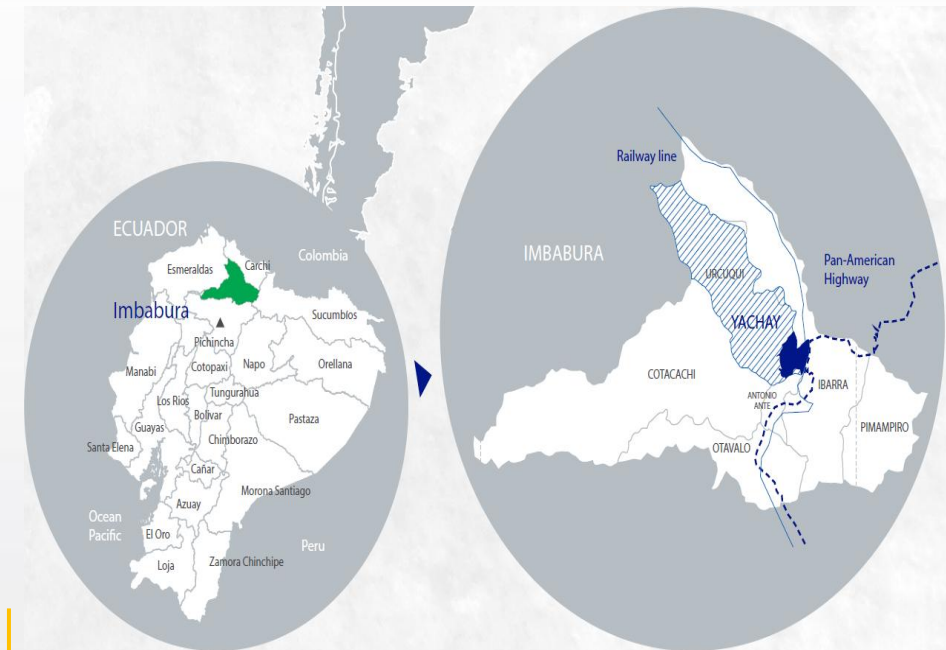 ECUADOR
Colombia
Esmeraldas
Carchi
Imbabura
Sucumbíos
Pichincha
Manabi
Cotopaxi
Napo
Orellana
Los Rios
Tungurahua
Bolivar
Pastaza
Guayas
Chimborazo
Santa Elena
Cañar
Morona Santiago
Azuay
Ocean
Pacific
El Oro
Peru
Loja
Zamora Chinchipe
Railway line
IMBABURA
Pan-American
Highway
URCUQUI
YACHAY
COTACACHI
IBARRA
ANTONIO
ANTE
PIMAMPIRO
OTAVALO